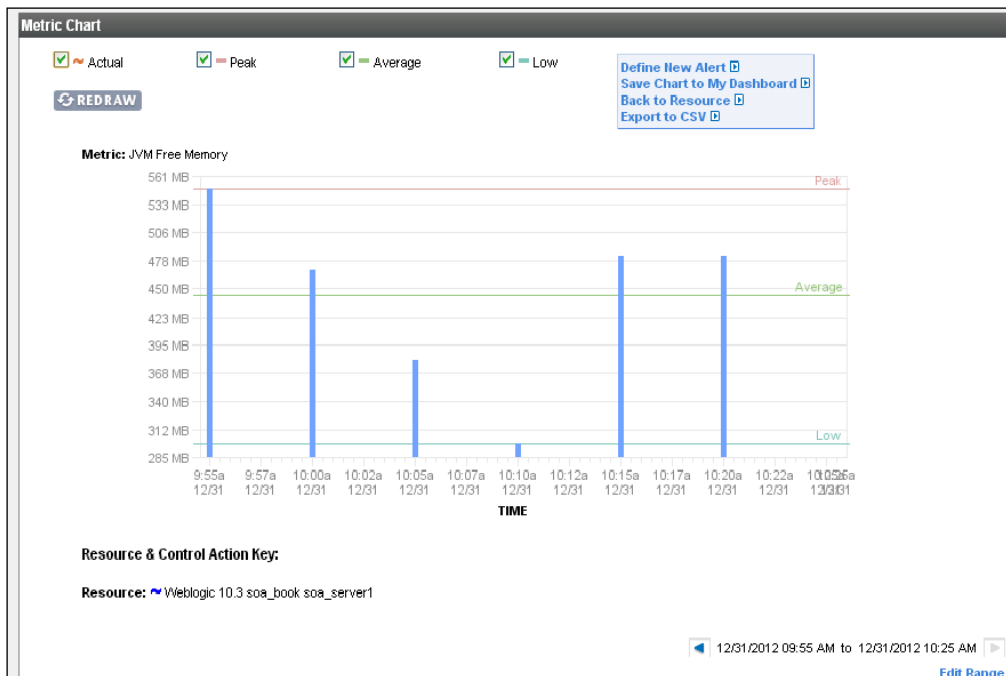 Metric Chart
Actual
Peak
Average
Low
Define New Alert
Save Chart to My Dashboard
Back to Resource
Export to CSV
REDRAW
Metric: JVM Free Memory
561 MB
533 MB
506 MB
478 MB
450 MB
423 MB
395 MB
368 MB
340 MB
312 MB
285 MB
Peak
Average
Low
9:55a 9:57a 10:00a 10:02a 10:05a 10:07a 10:10a 10:12a 10:15a 10:17a 10:20a 10:22a
12/31 12/31 12/31 12/31 12/31 12/31 12/31 12/31 12/31 12/31 12/31 12/31
TIME
Resource & Control Action Key:
Resource: Weblogic 10.3 soa_book soa_server1
12/31/2012 09:55 AM to 12/31/2012 10:25 AM
Edit Range